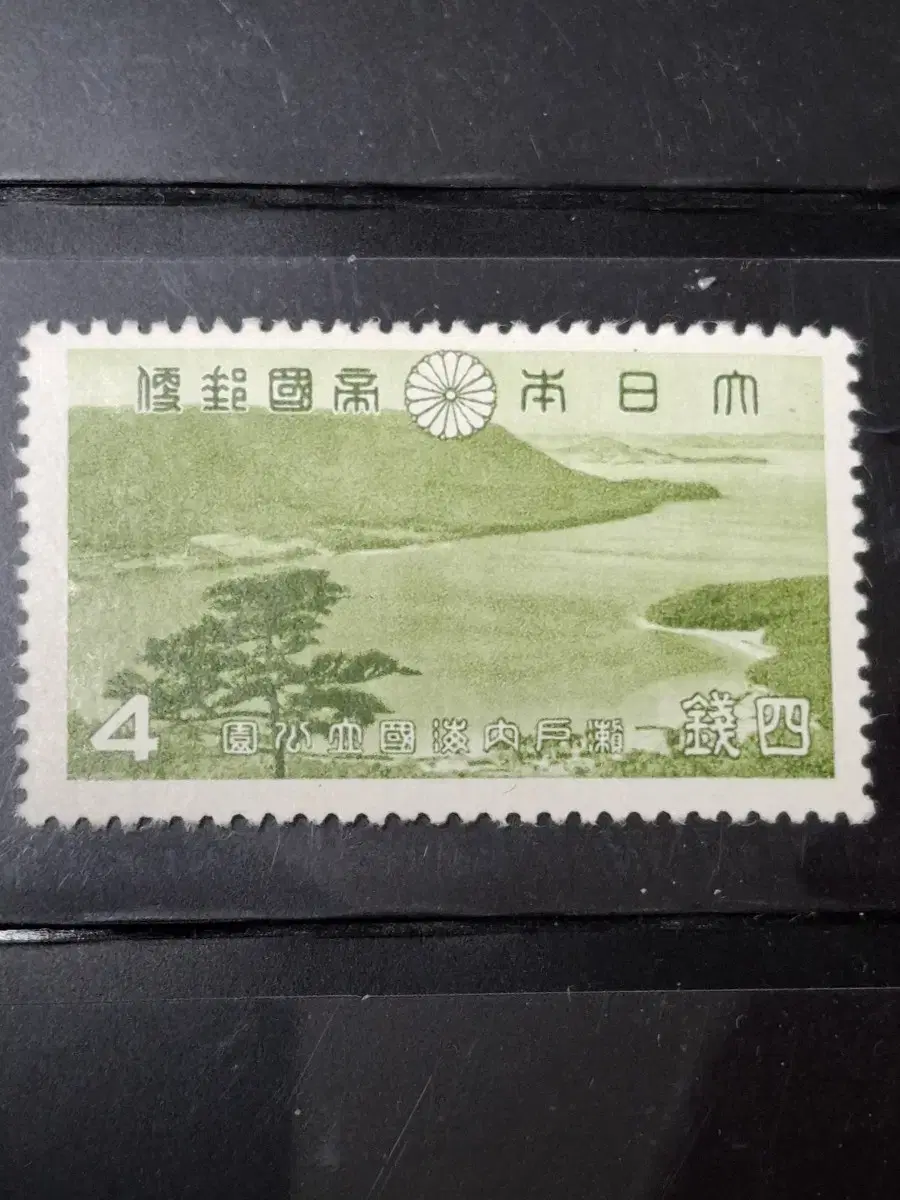 大日本帝國郵便
四錢
瀬戸内海國立公園
4